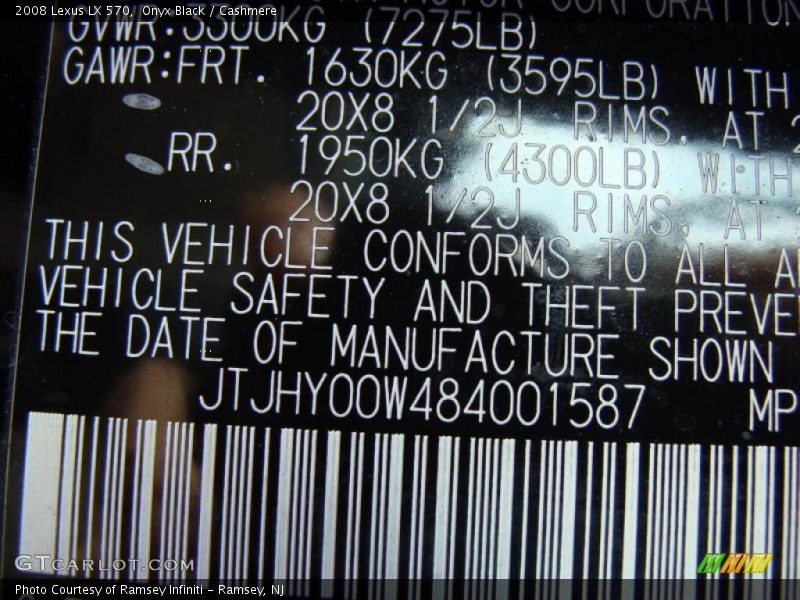 2008 Lexus LX 570, Onyx Black / Cashmere
CORPORATION
GVWR:3300KG (7275LB)
GAWR:FRT. 1630KG (3595LB) WITH
20X8 1/2J RIMS, AT 2
RR. 1950KG (4300LB) WITH
20X8 1/2J RIMS, AT
THIS VEHICLE CONFORMS TO ALL A
VEHICLE SAFETY AND THEFT PREVE
THE DATE OF MANUFACTURE SHOWN
JTJHY00W484001587 MP
GTCARLOT.COM
Photo Courtesy of Ramsey Infiniti – Ramsey, NJ